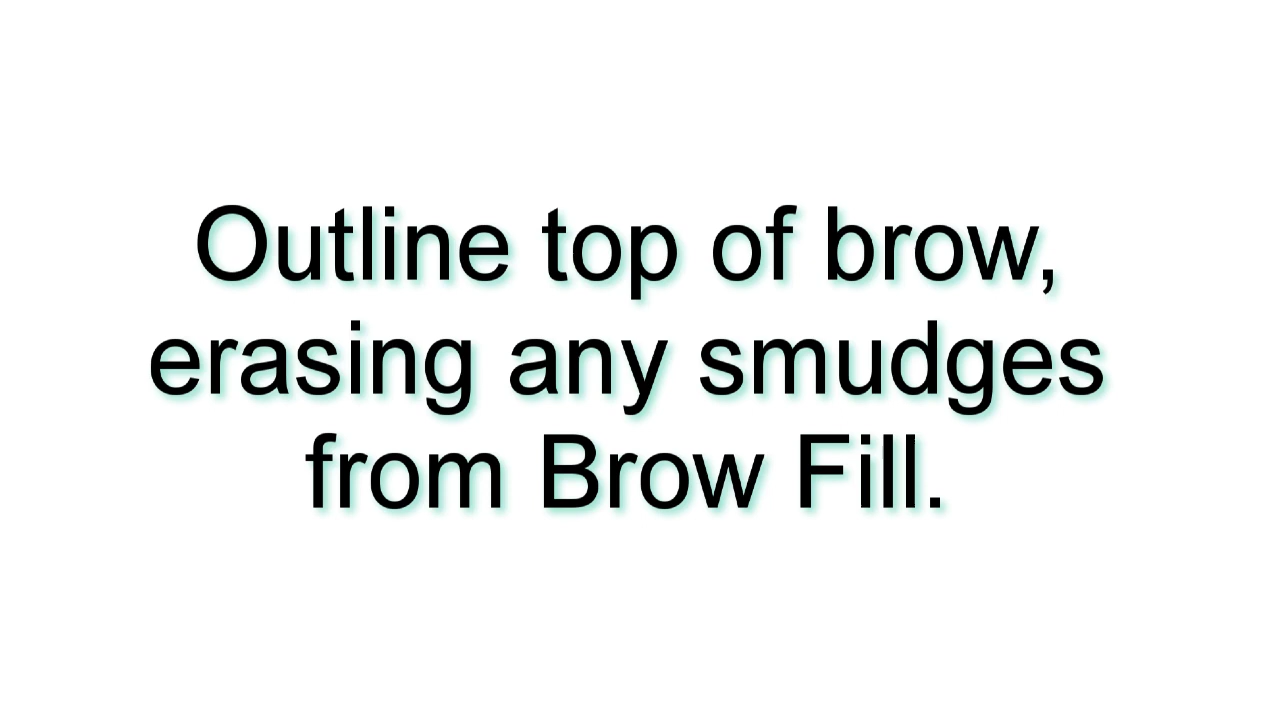 Outline top of brow,
erasing any smudges
from Brow Fill.